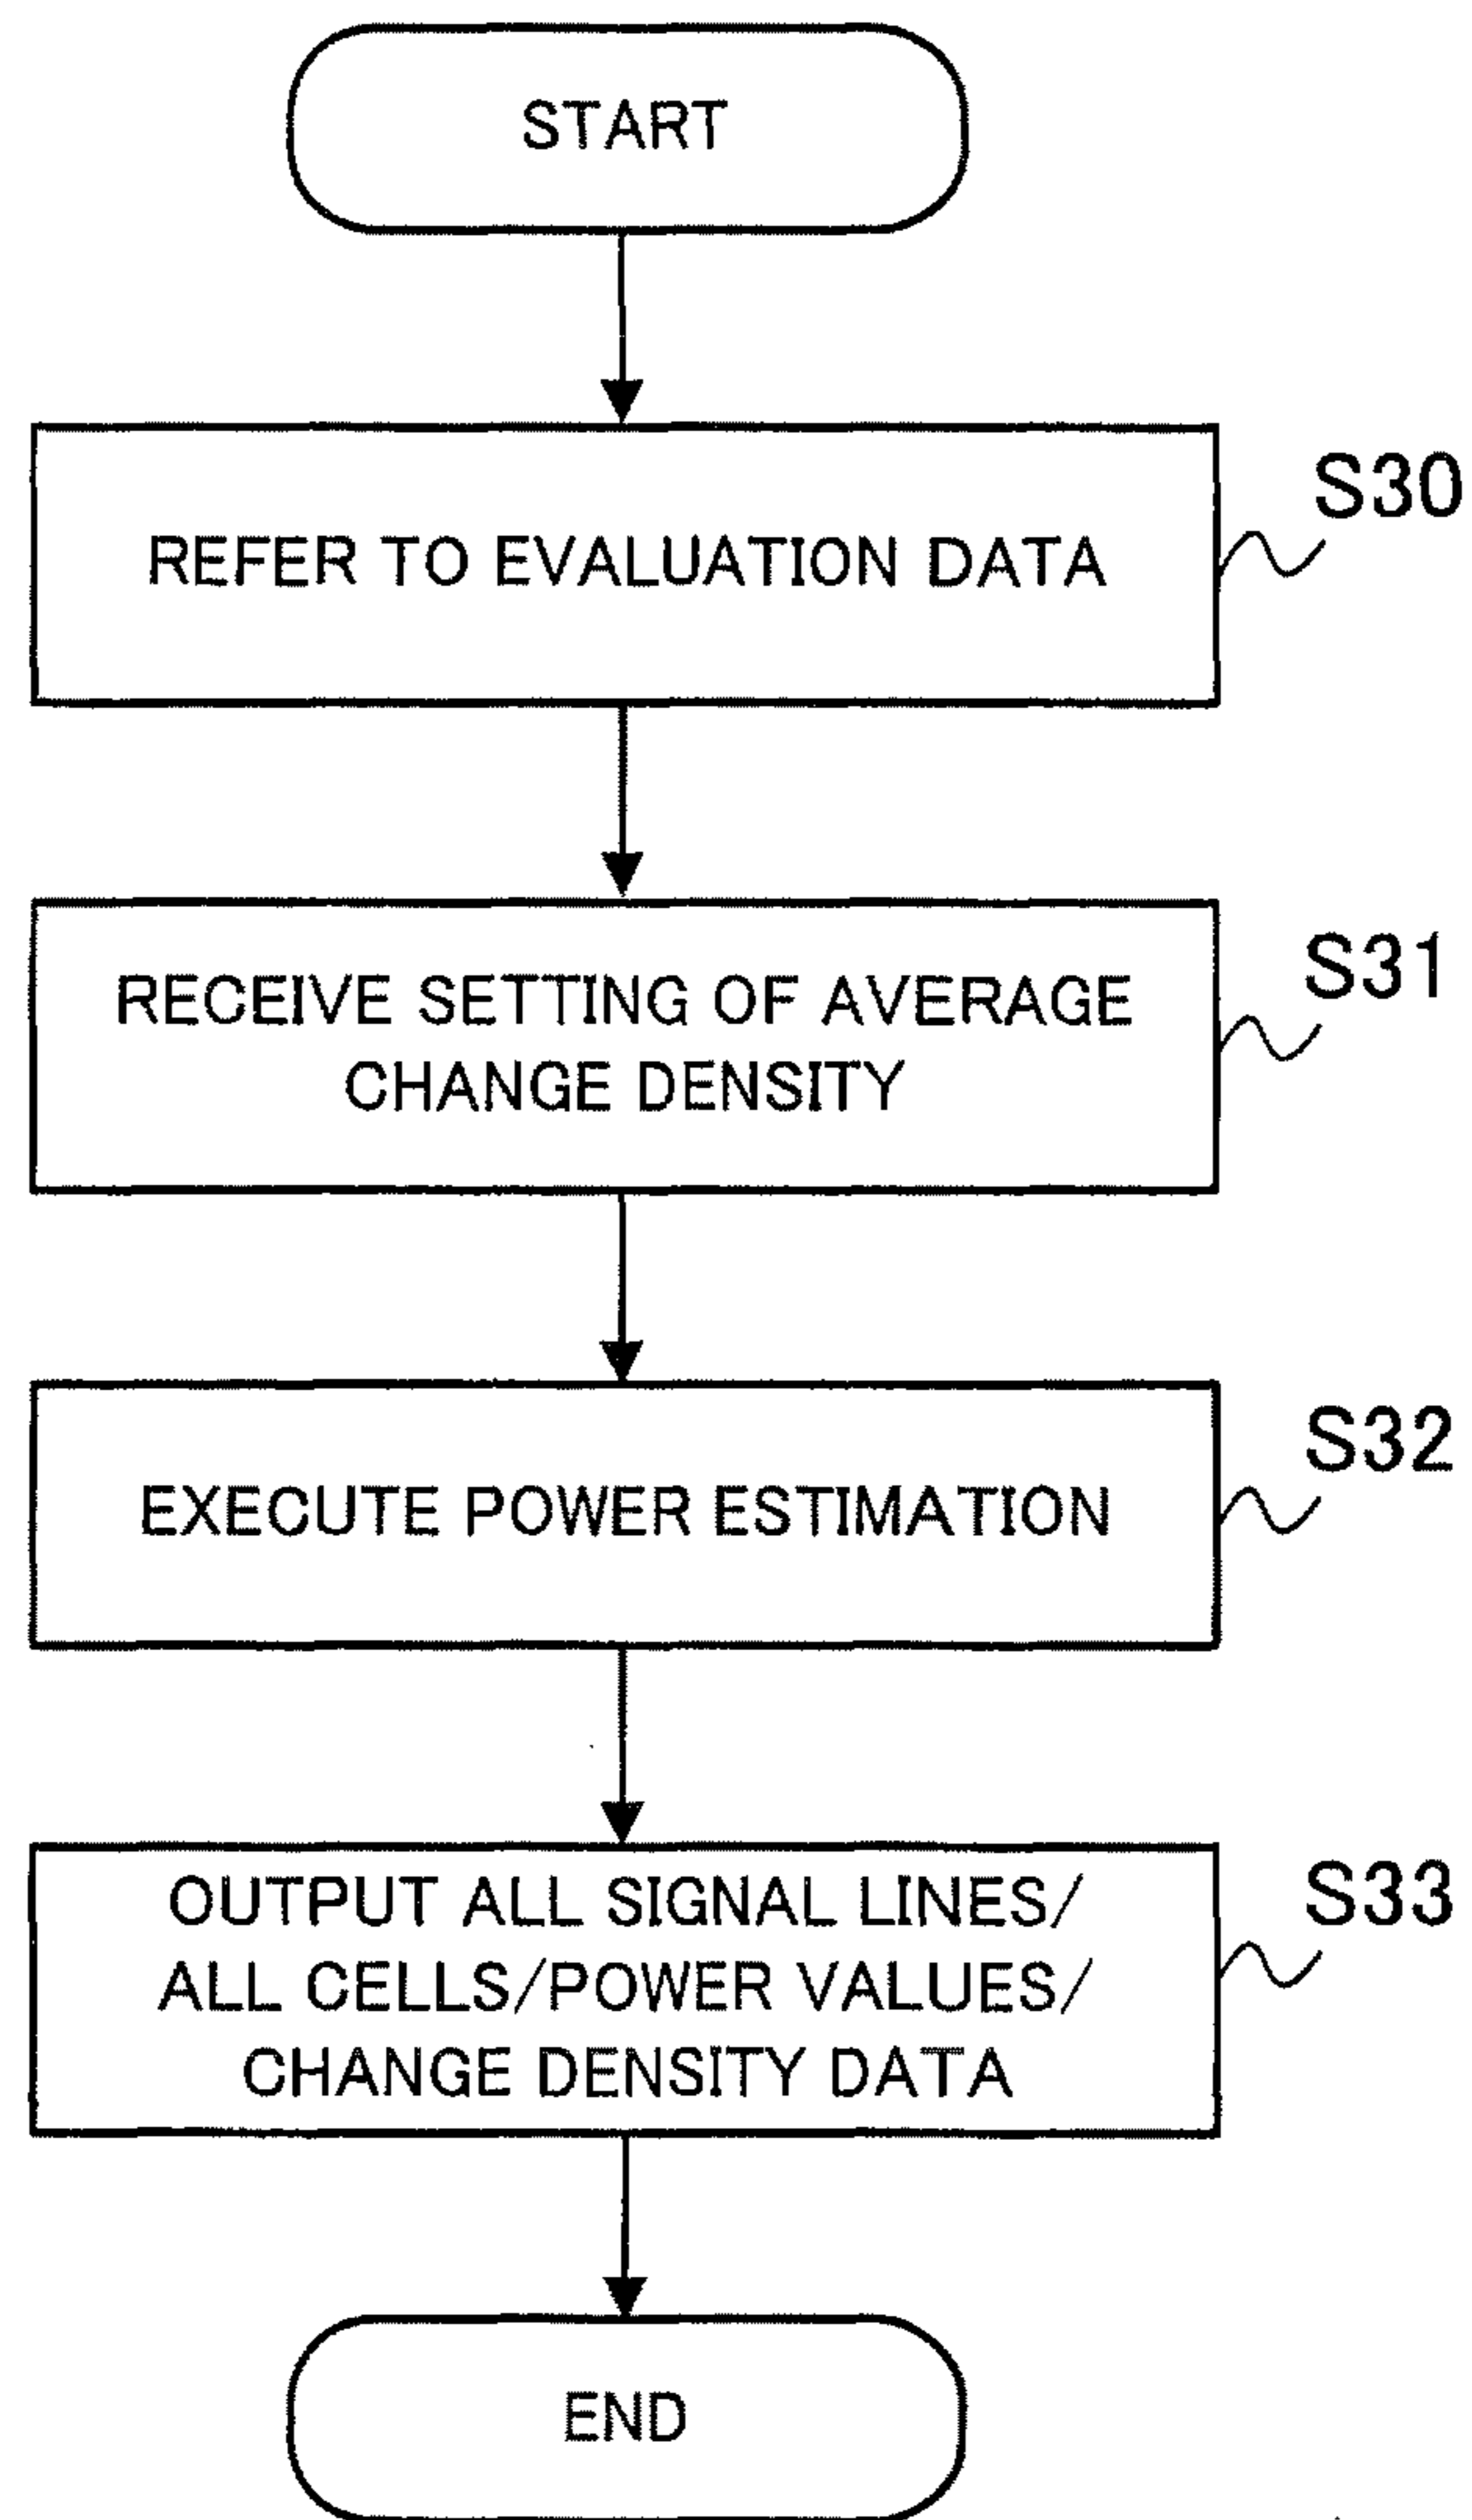 START
REFER TO EVALUATION DATA
S30
RECEIVE SETTING OF AVERAGE
CHANGE DENSITY
S31
EXECUTE POWER ESTIMATION
S32
OUTPUT ALL SIGNAL LINES/
ALL CELLS/POWER VALUES/
CHANGE DENSITY DATA
S33
END